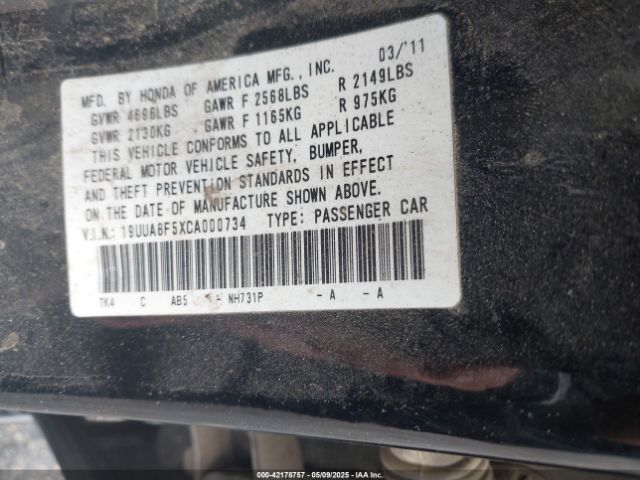 MFD. BY HONDA OF AMERICA MFG., INC. 03/'11
GVWR 4696LBS GAWR F 2568LBS R 2149LBS
GVWR 2130KG GAWR F 1165KG R 975KG
THIS VEHICLE CONFORMS TO ALL APPLICABLE
FEDERAL MOTOR VEHICLE SAFETY, BUMPER,
AND THEFT PREVENTION STANDARDS IN EFFECT
ON THE DATE OF MANUFACTURE SHOWN ABOVE.
V.I.N.: 19UUA8F5XCA000734 TYPE: PASSENGER CAR
TK4 C AB5 - NH731P - A - A
000-42178757 - 05/09/2025 - IAA Inc.